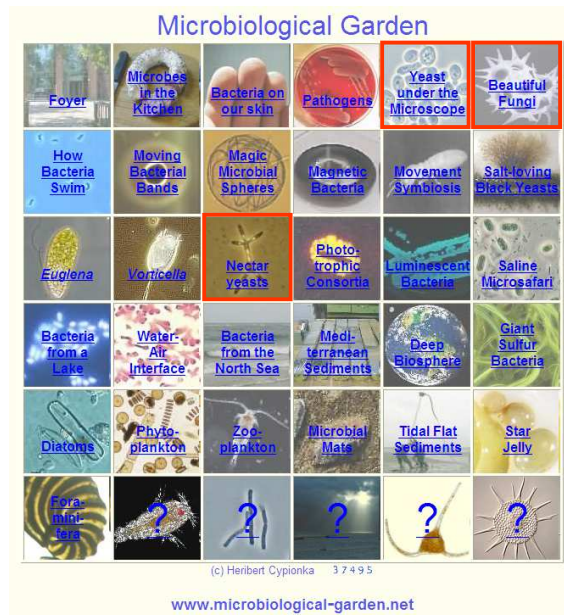 Microbiological Garden
Foyer
Microbes
in the
Kitchen
Bacteria on
our skin
Pathogens
Yeast
under the
Microscope
Beautiful
Fungi
How
Bacteria
Swim
Moving
Bacterial
Bands
Magic
Microbial
Spheres
Magnetic
Bacteria
Movement
Symbiosis
Salt-loving
Black Yeasts
Euglena
Vorticella
Nectar
yeasts
Photo-
trophic
Consortia
Luminescent
Bacteria
Saline
Microsafari
Bacteria
from a
Lake
Water-
Air
Interface
Bacteria
from the
North Sea
Medi-
terranean
Sediments
Deep
Biosphere
Giant
Sulfur
Bacteria
Diatoms
Phyto-
plankton
Zoo-
plankton
Microbial
Mats
Tidal Flat
Sediments
Star
Jelly
Fora-
mini-
fera
?
?
?
?
?
(c) Heribert Cypionka 37495
www.microbiological-garden.net